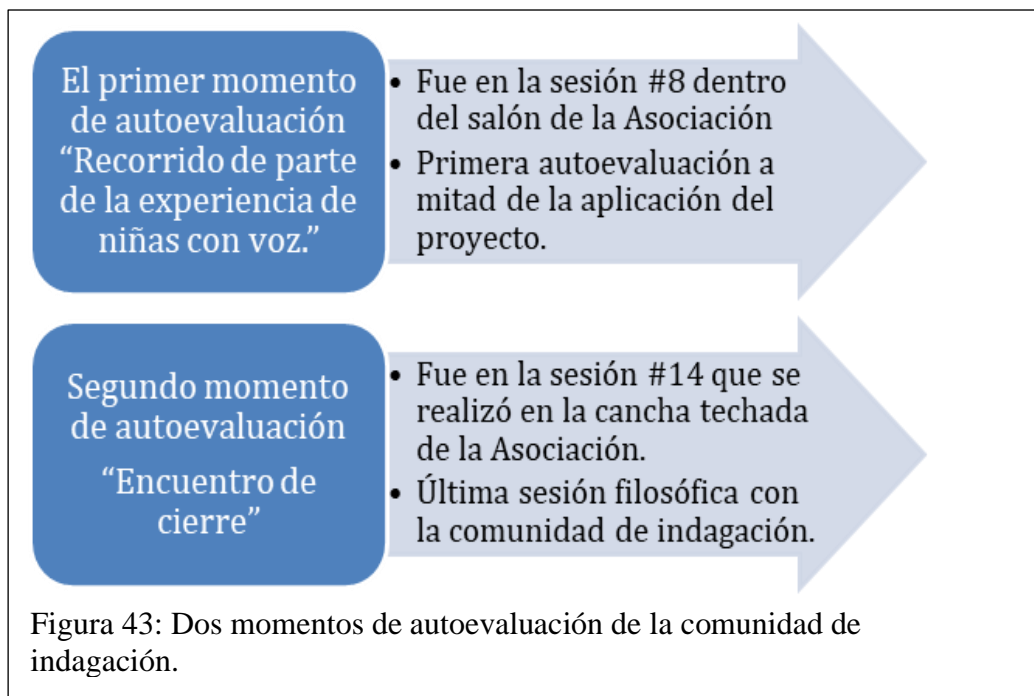 El primer momento
de autoevaluación
“Recorrido de parte
de la experiencia de
niñas con voz.”
• Fue en la sesión #8 dentro
del salón de la Asociación
• Primera autoevaluación a
mitad de la aplicación del
proyecto.
Segundo momento
de autoevaluación
“Encuentro de
cierre”
• Fue en la sesión #14 que se
realizó en la cancha techada
de la Asociación.
• Última sesión filosófica con
la comunidad de indagación.
Figura 43: Dos momentos de autoevaluación de la comunidad de
indagación.